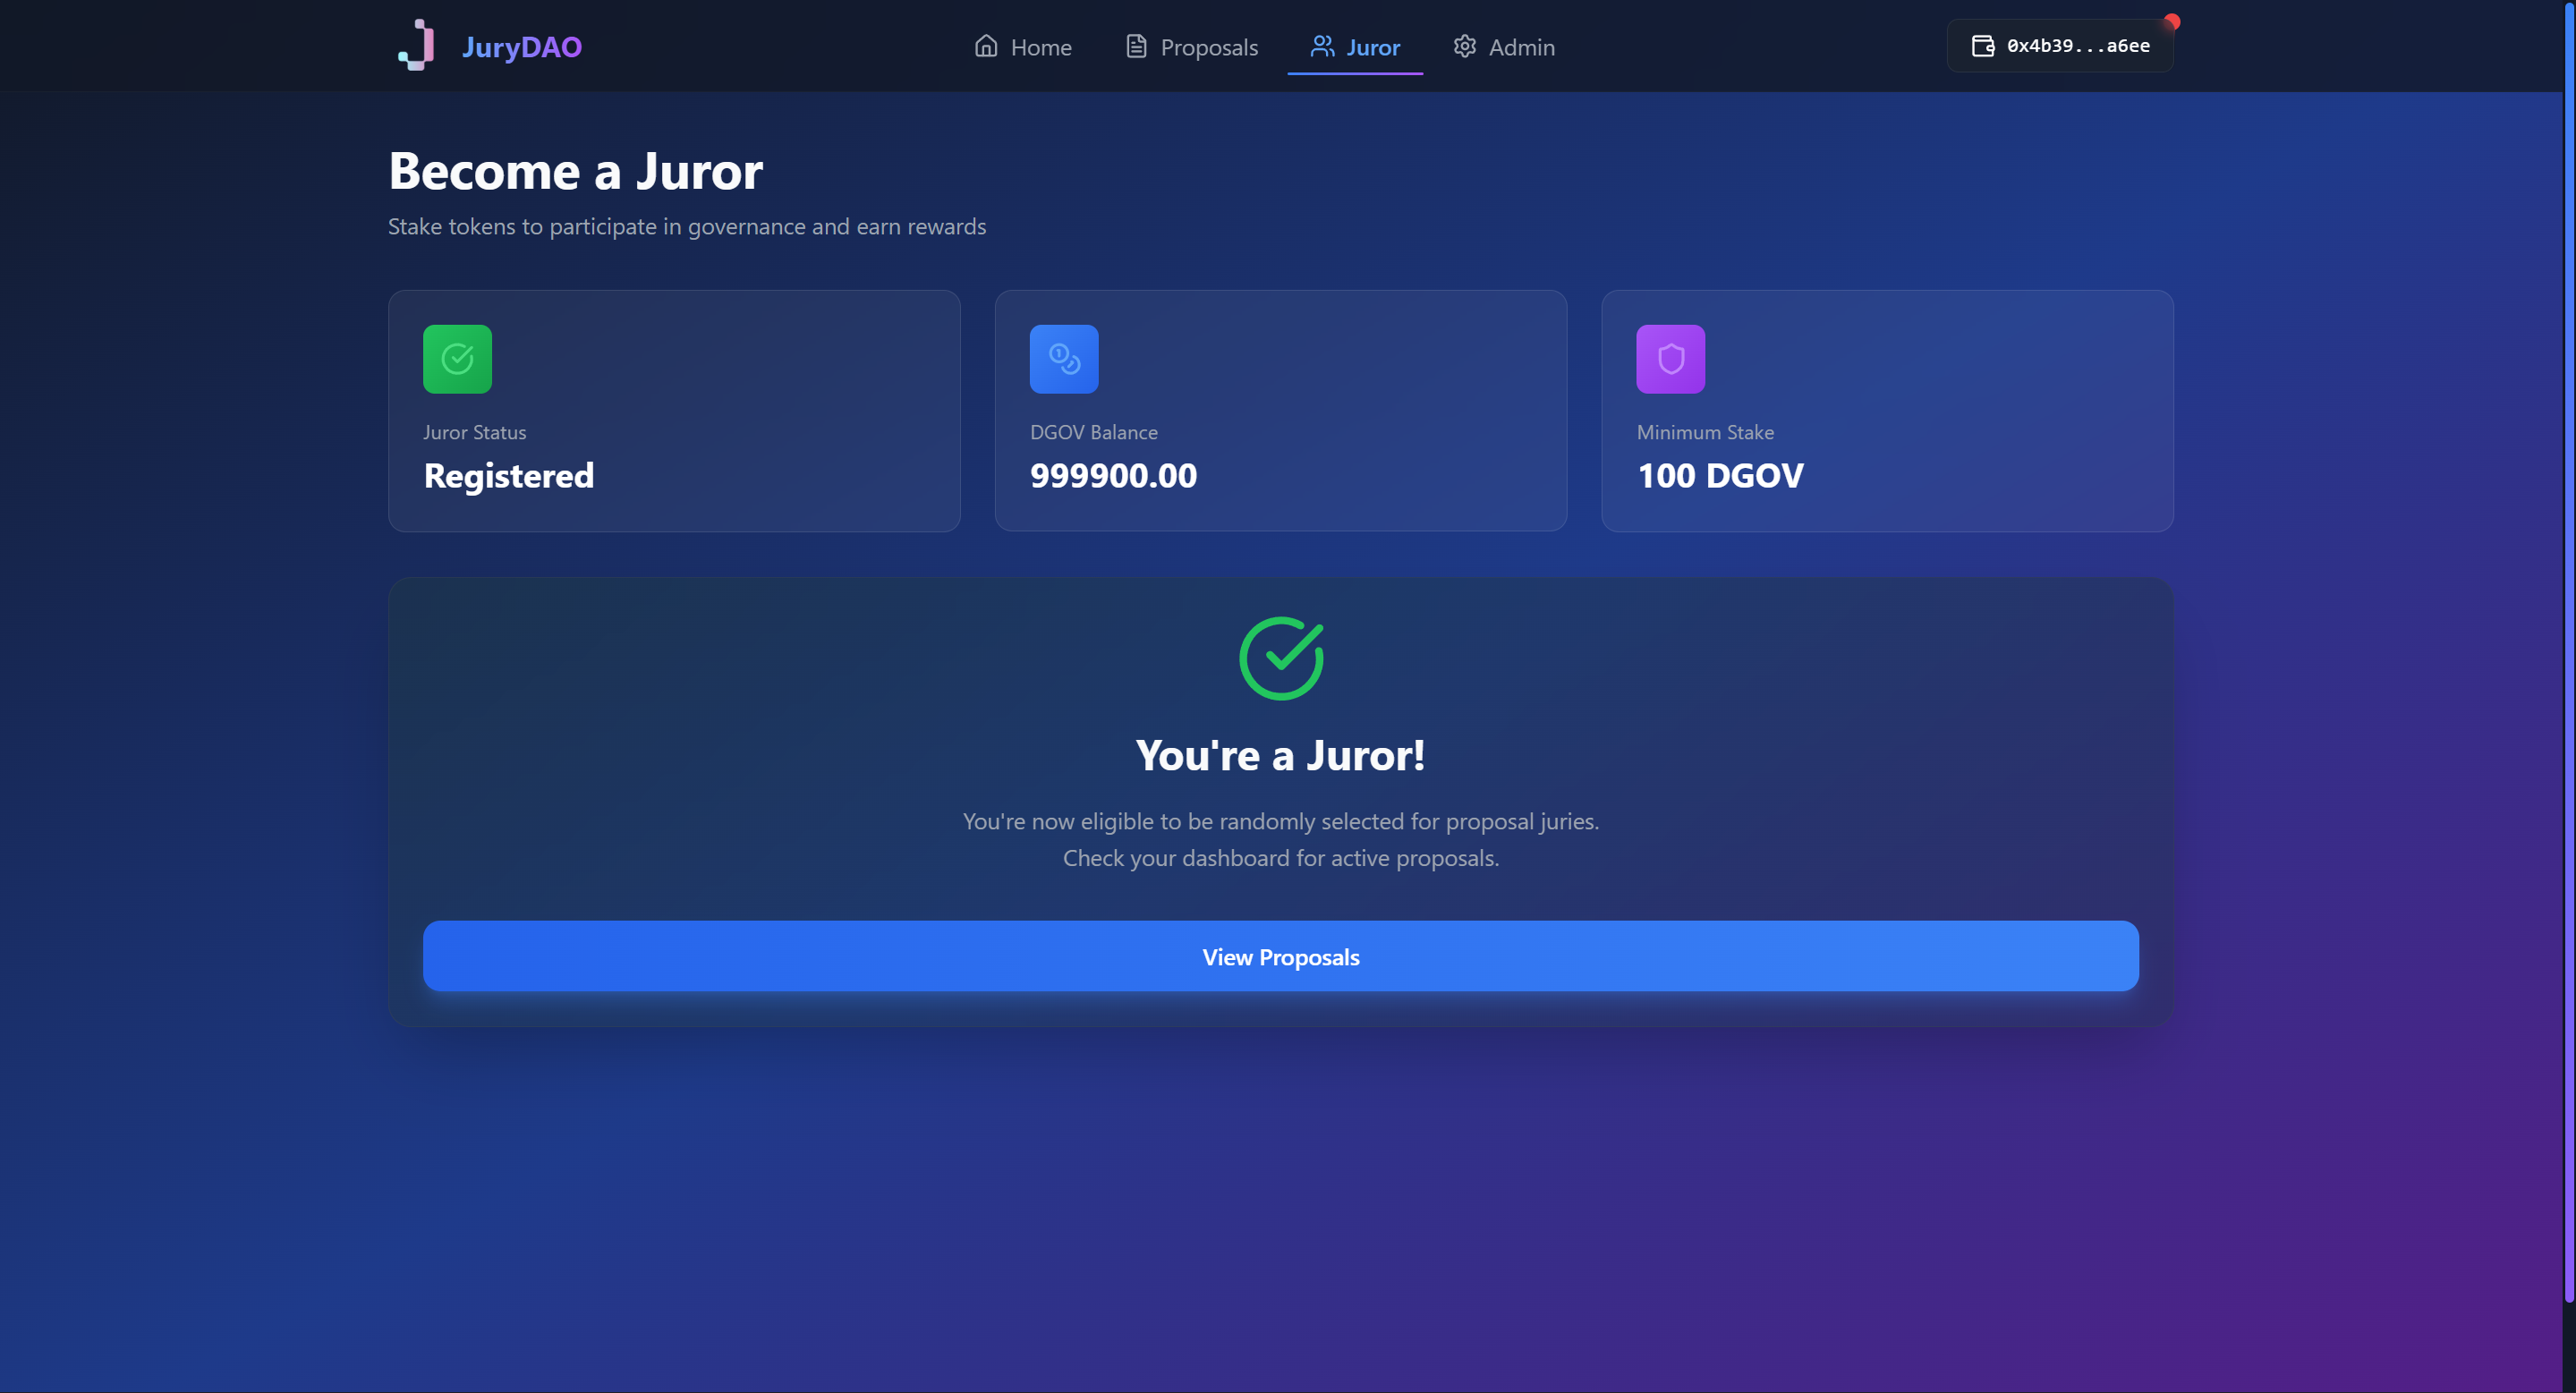 JuryDAO
Home
Proposals
Juror
Admin
0x4b39...a6ee
Become a Juror
Stake tokens to participate in governance and earn rewards
Juror Status
Registered
DGOV Balance
999900.00
Minimum Stake
100 DGOV
You're a Juror!
You're now eligible to be randomly selected for proposal juries.
Check your dashboard for active proposals.
View Proposals